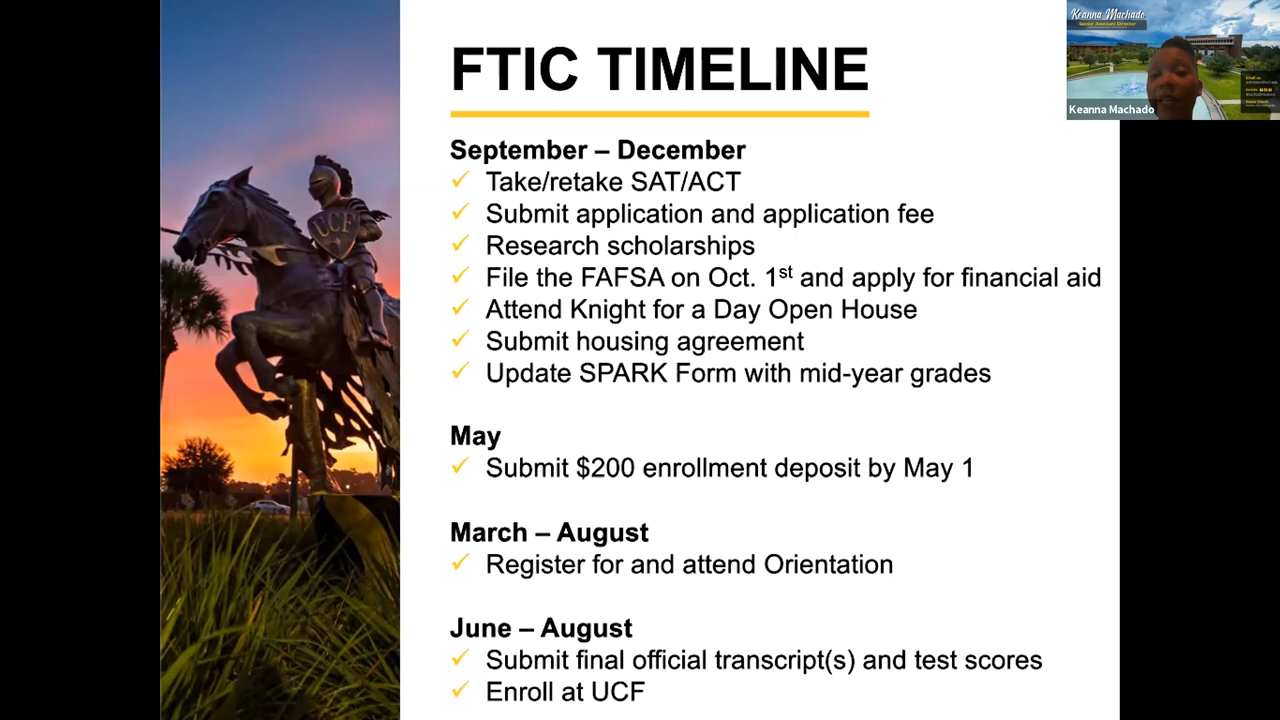 FTIC TIMELINE
September – December
Take/retake SAT/ACT
Submit application and application fee
Research scholarships
File the FAFSA on Oct. 1st and apply for financial aid
Attend Knight for a Day Open House
Submit housing agreement
Update SPARK Form with mid-year grades
May
Submit $200 enrollment deposit by May 1
March – August
Register for and attend Orientation
June – August
Submit final official transcript(s) and test scores
Enroll at UCF
UCF
Keanna Machado
Senior Assistant Director
Keanna Machado